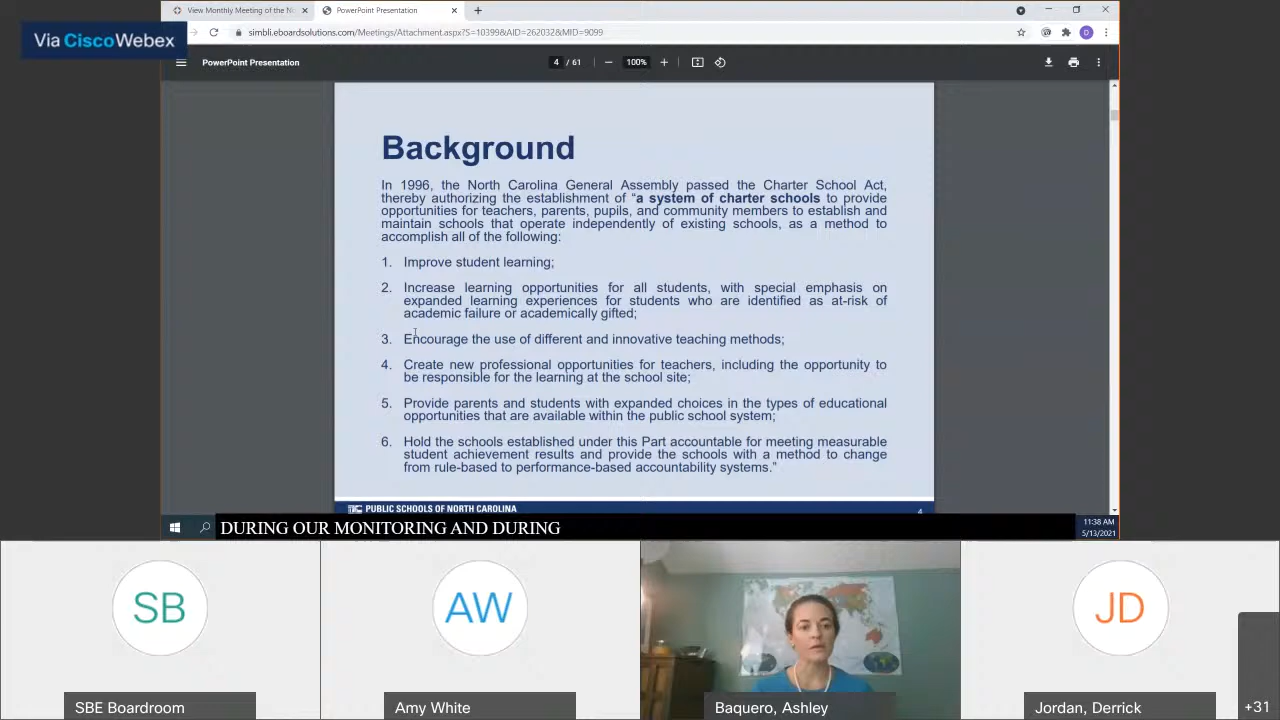 View Monthly Meeting of the No
PowerPoint Presentation
Via CiscoWebex
simbli.eboardsolutions.com/Meetings/Attachment.aspx?S=10399&AID=262032&MID=9099
D
PowerPoint Presentation
4 / 61
100%
Background
In 1996, the North Carolina General Assembly passed the Charter School Act,
thereby authorizing the establishment of “a system of charter schools to provide
opportunities for teachers, parents, pupils, and community members to establish and
maintain schools that operate independently of existing schools, as a method to
accomplish all of the following:
1. Improve student learning;
2. Increase learning opportunities for all students, with special emphasis on
expanded learning experiences for students who are identified as at-risk of
academic failure or academically gifted;
3. Encourage the use of different and innovative teaching methods;
4. Create new professional opportunities for teachers, including the opportunity to
be responsible for the learning at the school site;
5. Provide parents and students with expanded choices in the types of educational
opportunities that are available within the public school system;
6. Hold the schools established under this Part accountable for meeting measurable
student achievement results and provide the schools with a method to change
from rule-based to performance-based accountability systems.”
PUBLIC SCHOOLS OF NORTH CAROLINA
4
DURING OUR MONITORING AND DURING
11:38 AM
5/13/2021
SB
AW
JD
SBE Boardroom
Amy White
Baquero, Ashley
Jordan, Derrick
+31